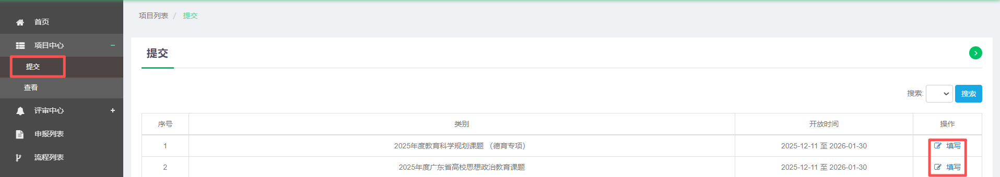 首页
项目中心
提交
查看
评审中心
申报列表
流程列表
项目列表 / 提交
提交
搜索: 搜索
序号 类别 开放时间 操作
1 2025年度教育科学规划课题 （德育专项） 2025-12-11 至 2026-01-30 填写
2 2025年度广东省高校思想政治教育课题 2025-12-11 至 2026-01-30 填写